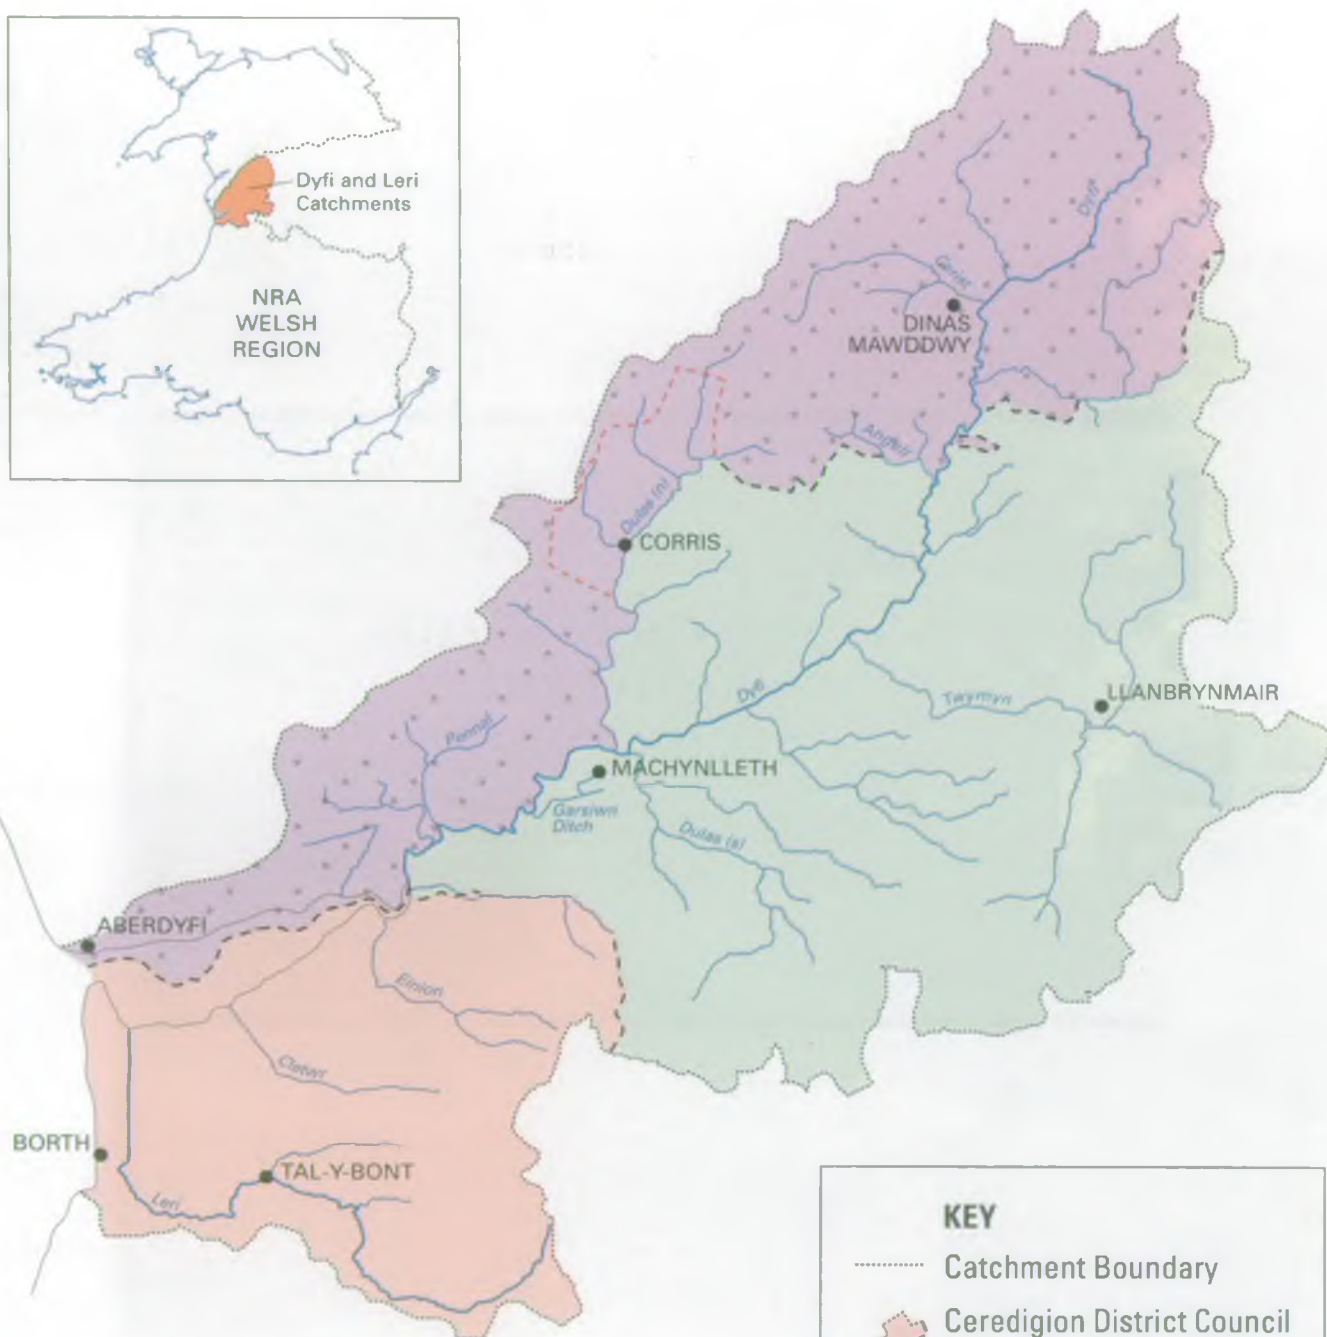 Dyfi and Leri
Catchments
NRA
WELSH
REGION
Dyfi
Cerist
DINAS
MAWDDWY
Angell
Dulas (n)
CORRIS
LLANBRYNMAIR
Twymyn
Dyfi
Pennal
MACHYNLLETH
Garsiwn
Ditch
Dulas (s)
ABERDYFI
Einion
Cletwr
BORTH
TAL-Y-BONT
Leri
KEY
Catchment Boundary
Ceredigion District Council